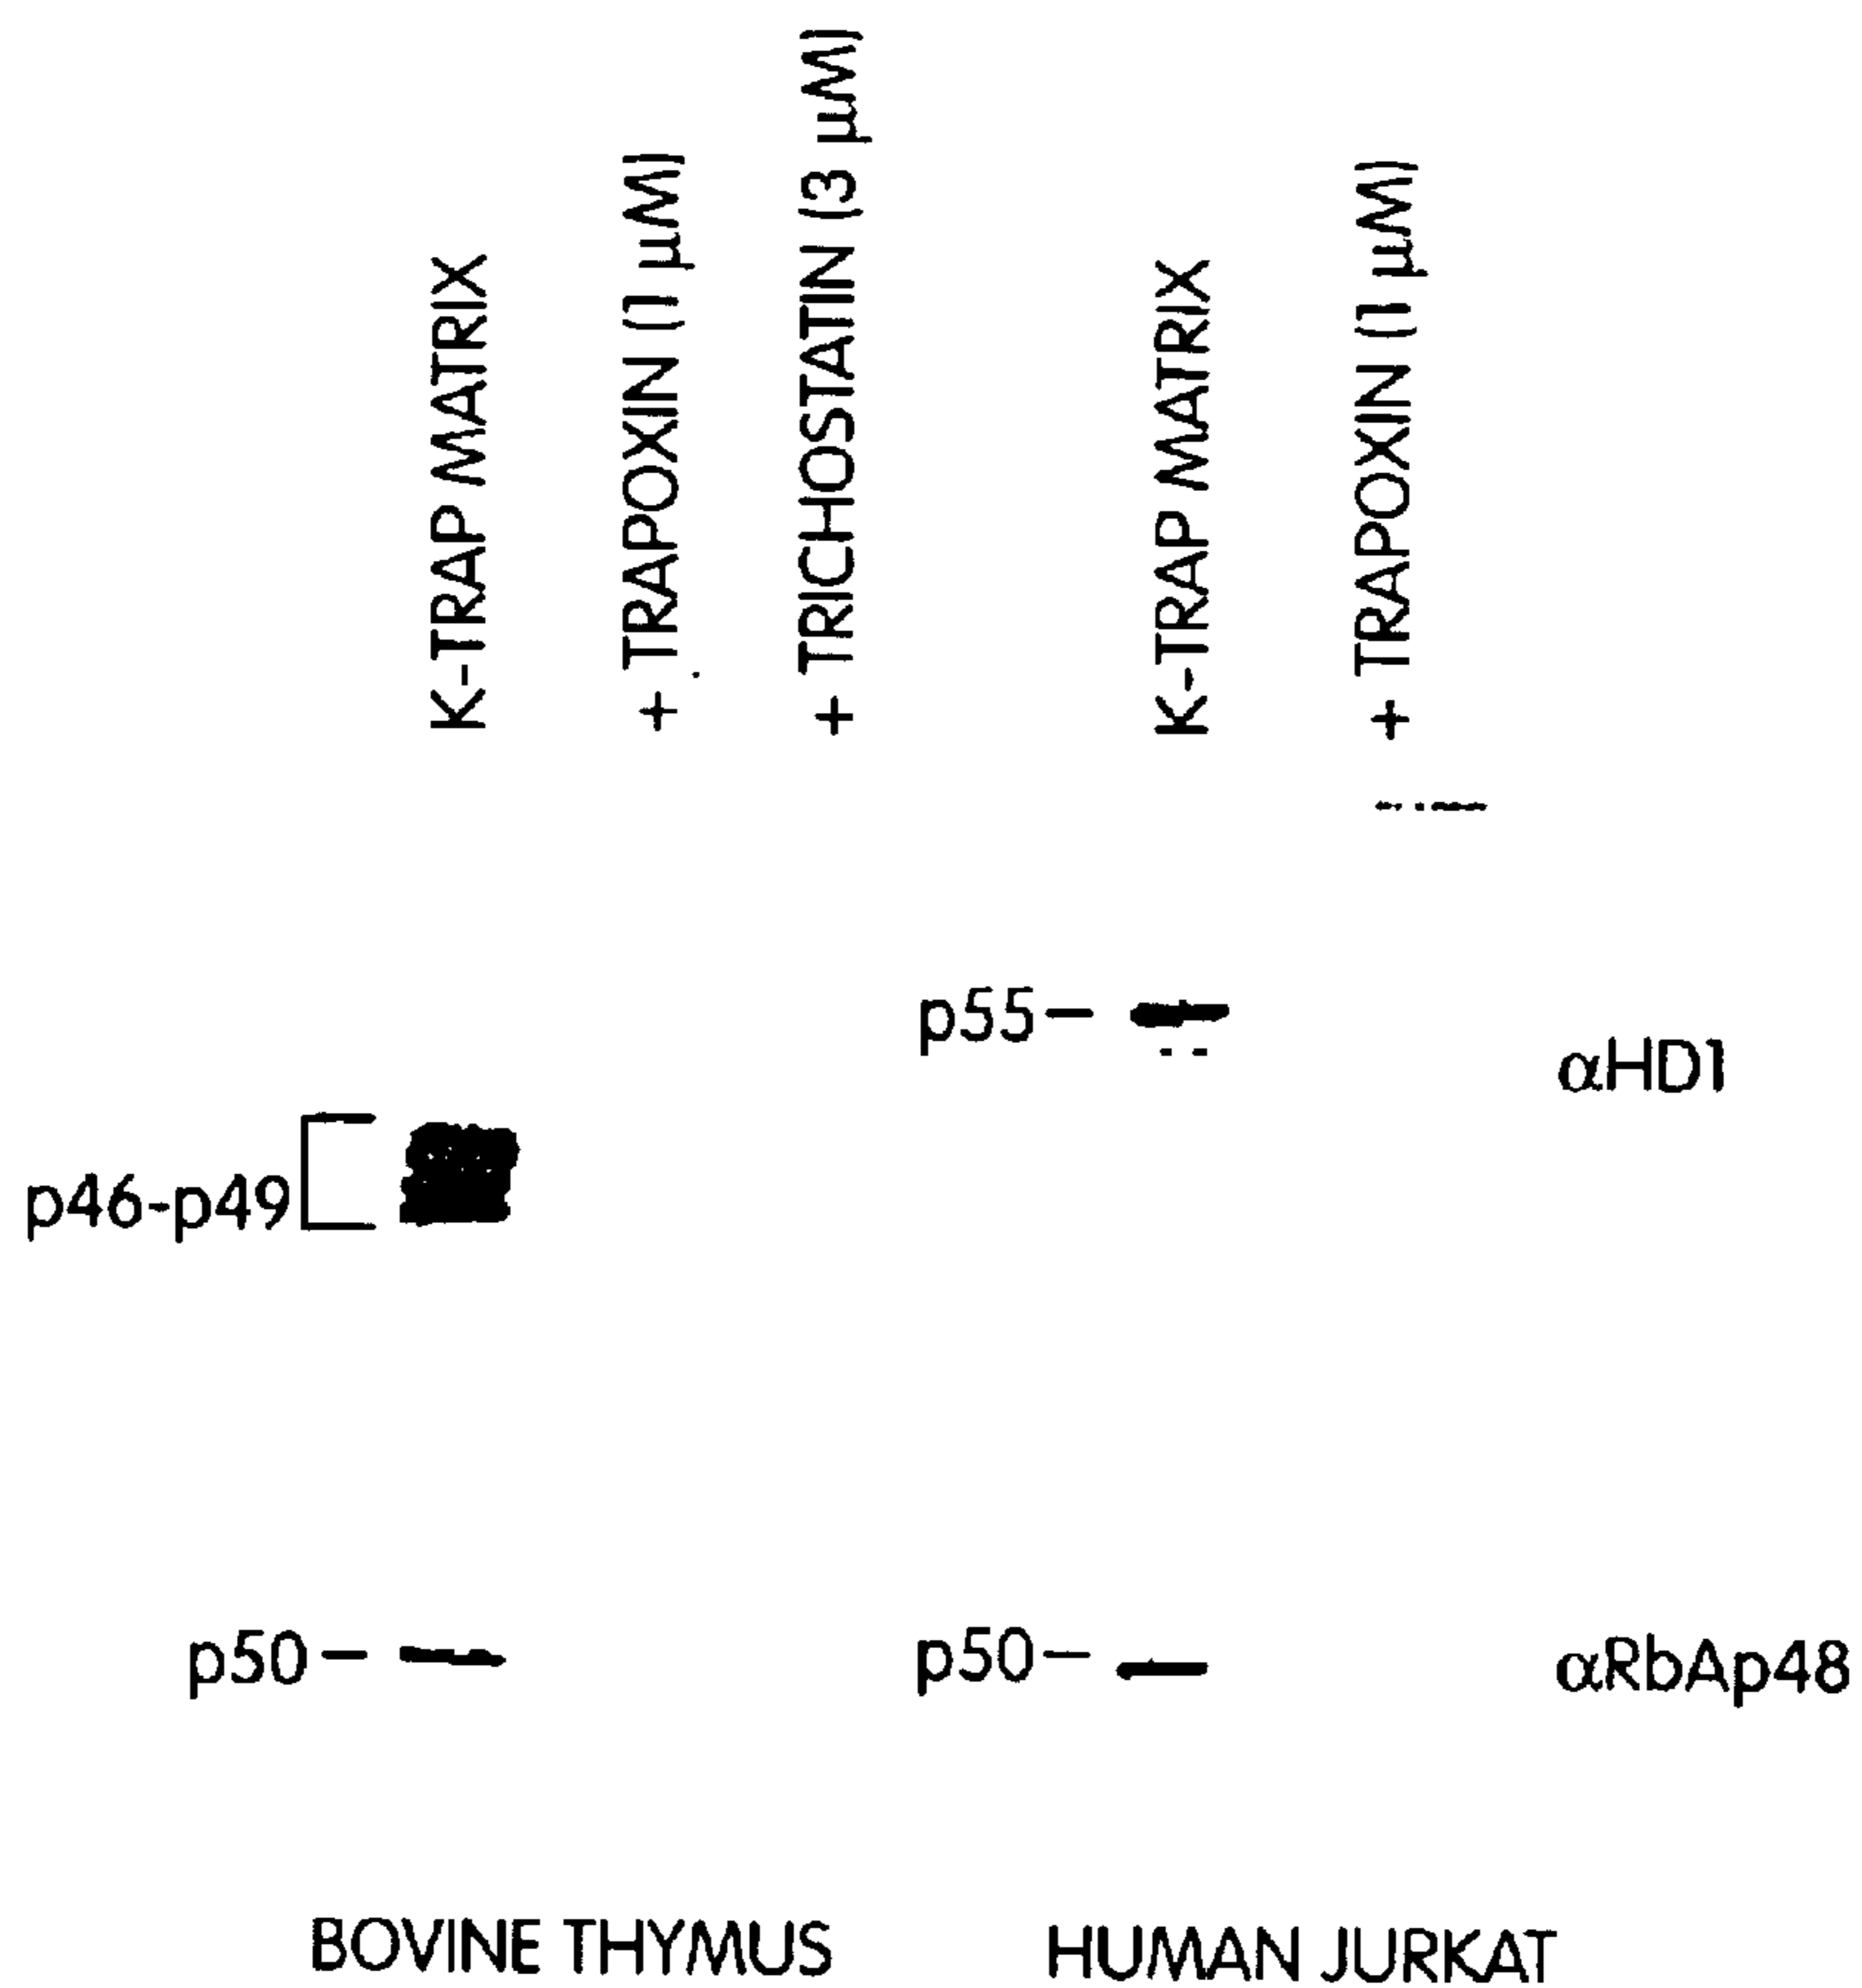 K-TRAP MATRIX
+ TRAPOXIN (1 µM)
+ TRICHOSTATIN (3 µM)
K-TRAP MATRIX
+ TRAPOXIN (1 µM)
p55
αHD1
p46-p49
p50
p50
αRbAp48
BOVINE THYMUS
HUMAN JURKAT